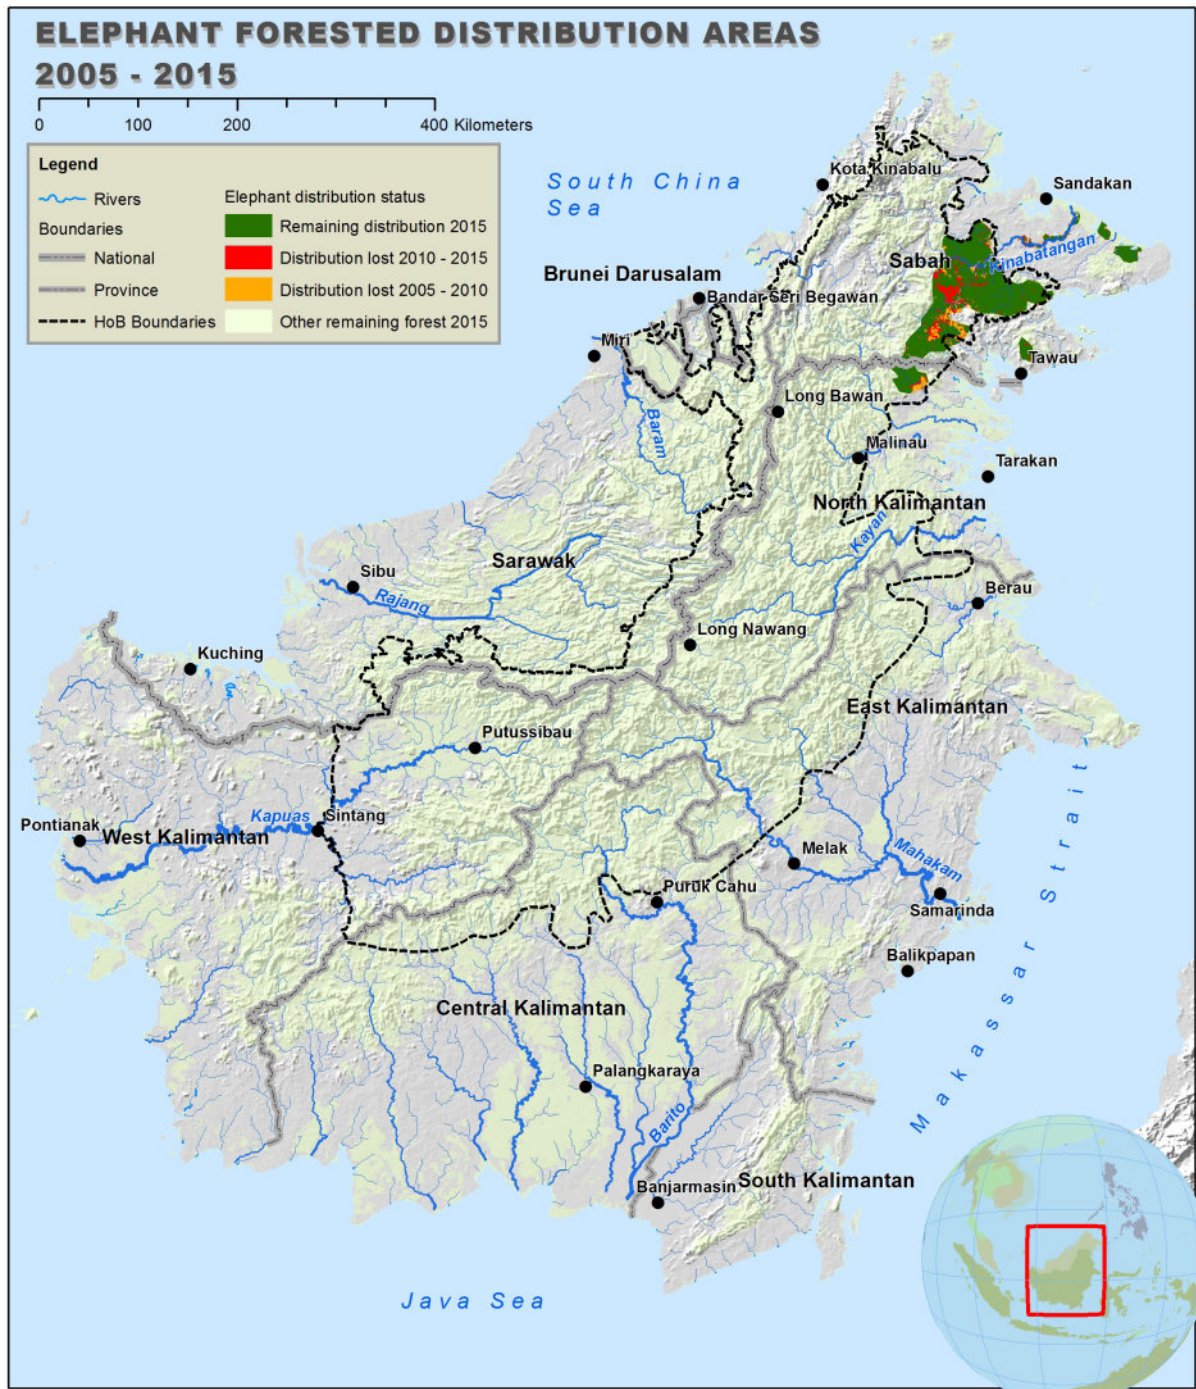 ELEPHANT FORESTED DISTRIBUTION AREAS
2005 - 2015
0 100 200 400 Kilometers
Legend
Rivers
Boundaries
National
Province
HoB Boundaries
Elephant distribution status
Remaining distribution 2015
Distribution lost 2010 - 2015
Distribution lost 2005 - 2010
Other remaining forest 2015
South China
Sea
Kota Kinabalu
Sandakan
Sabah
Kinabatangan
Brunei Darusalam
Bandar Seri Begawan
Miri
Tawau
Long Bawan
Baram
Malinau
Tarakan
North Kalimantan
Kayan
Sarawak
Sibu
Rajang
Berau
Long Nawang
Kuching
East Kalimantan
Putussibau
Kapuas
Sintang
Pontianak
West Kalimantan
Melak
Mahakam
Puruk Cahu
Samarinda
Balikpapan
Makassar Strait
Central Kalimantan
Palangkaraya
Barito
Banjarmasin
South Kalimantan
Java Sea